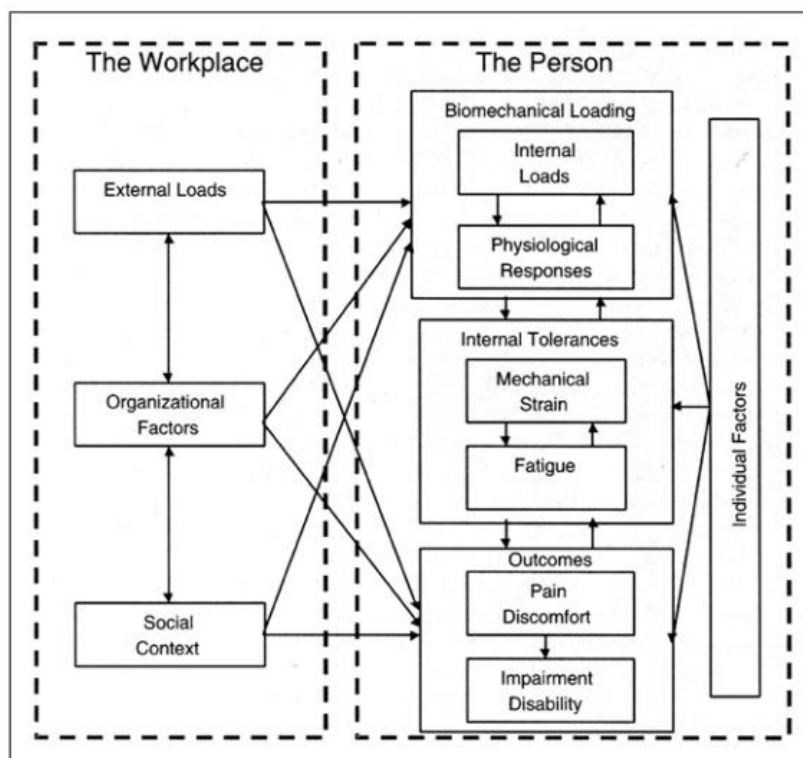 The Workplace
The Person
External Loads
Organizational
Factors
Social
Context
Biomechanical Loading
Internal
Loads
Physiological
Responses
Internal Tolerances
Mechanical
Strain
Fatigue
Outcomes
Pain
Discomfort
Impairment
Disability
Individual Factors